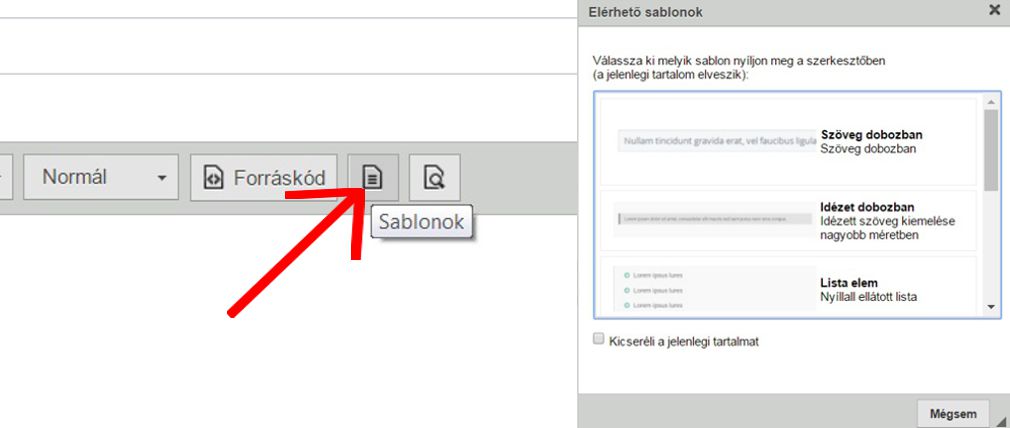 Normál
Forráskód
Sablonok
Elérhető sablonok
Válassza ki melyik sablon nyíljon meg a szerkesztőben
(a jelenlegi tartalom elveszik):
Nullam tincidunt gravida erat, vel faucibus ligula
Szöveg dobozban
Szöveg dobozban
Idézet dobozban
Idézett szöveg kiemelése
nagyobb méretben
Lorem ipsus lures
Lorem ipsus lures
Lorem ipsus lures
Lista elem
Nyíllall ellátott lista
Kicseréli a jelenlegi tartalmat
Mégsem